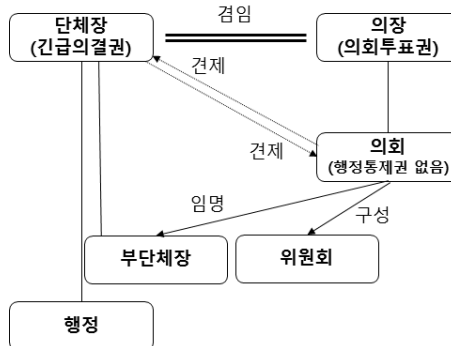 겸임
단체장
(긴급의결권)
의장
(의회투표권)
견제
견제
의회
(행정통제권 없음)
임명
구성
부단체장
위원회
행정